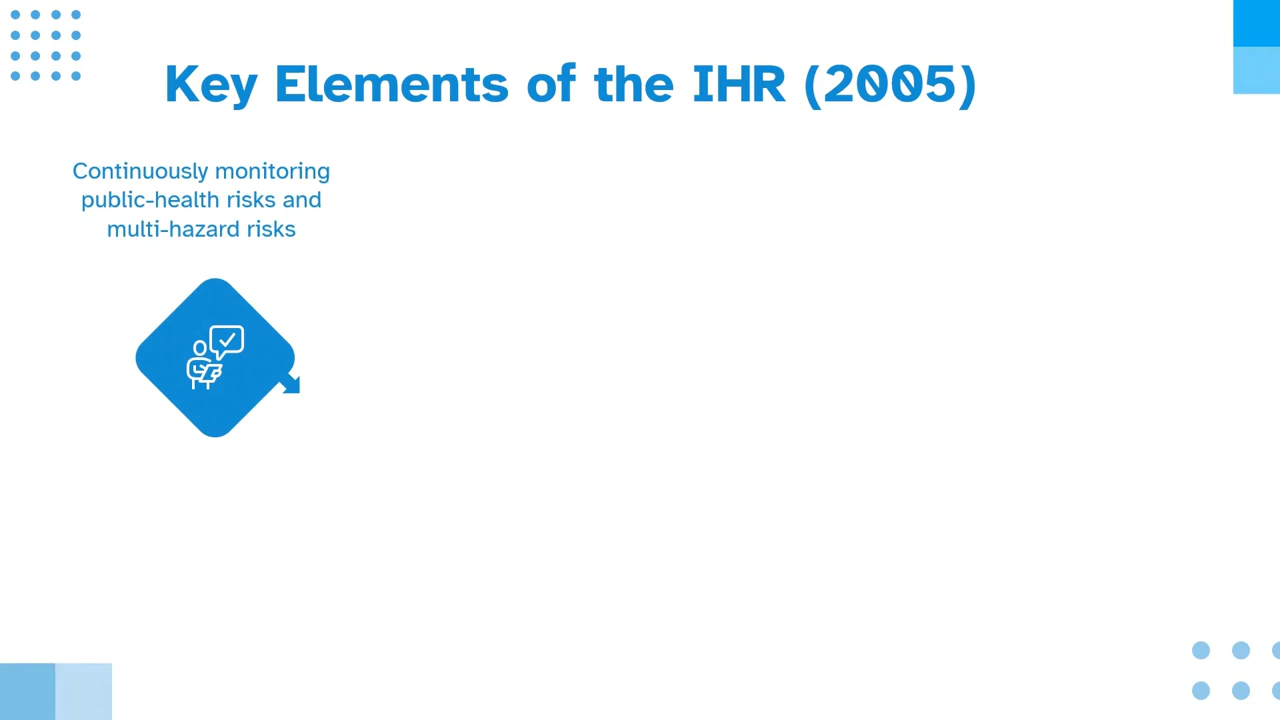 Key Elements of the IHR (2005)
Continuously monitoring
public-health risks and
multi-hazard risks